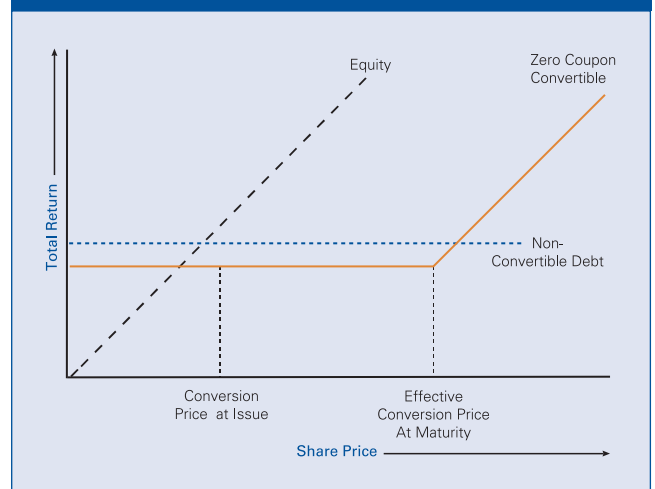 Equity
Zero Coupon
Convertible
Total Return
Non-
Convertible Debt
Conversion
Price at Issue
Effective
Conversion Price
At Maturity
Share Price